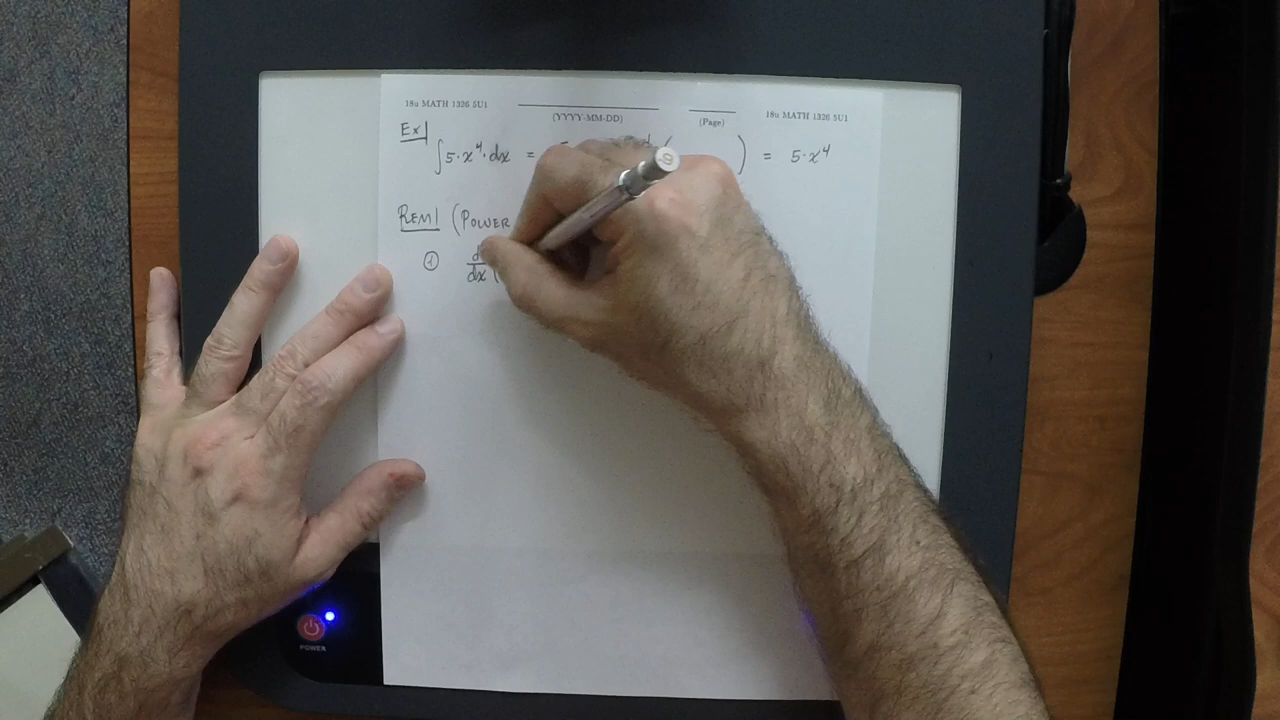 18u MATH 1326 5U1 (YYYY-MM-DD) (Page) 18u MATH 1326 5U1
Ex|
∫5·x⁴·dx = ) = 5·x⁴
REM| (POWER
① d/dx (
POWER